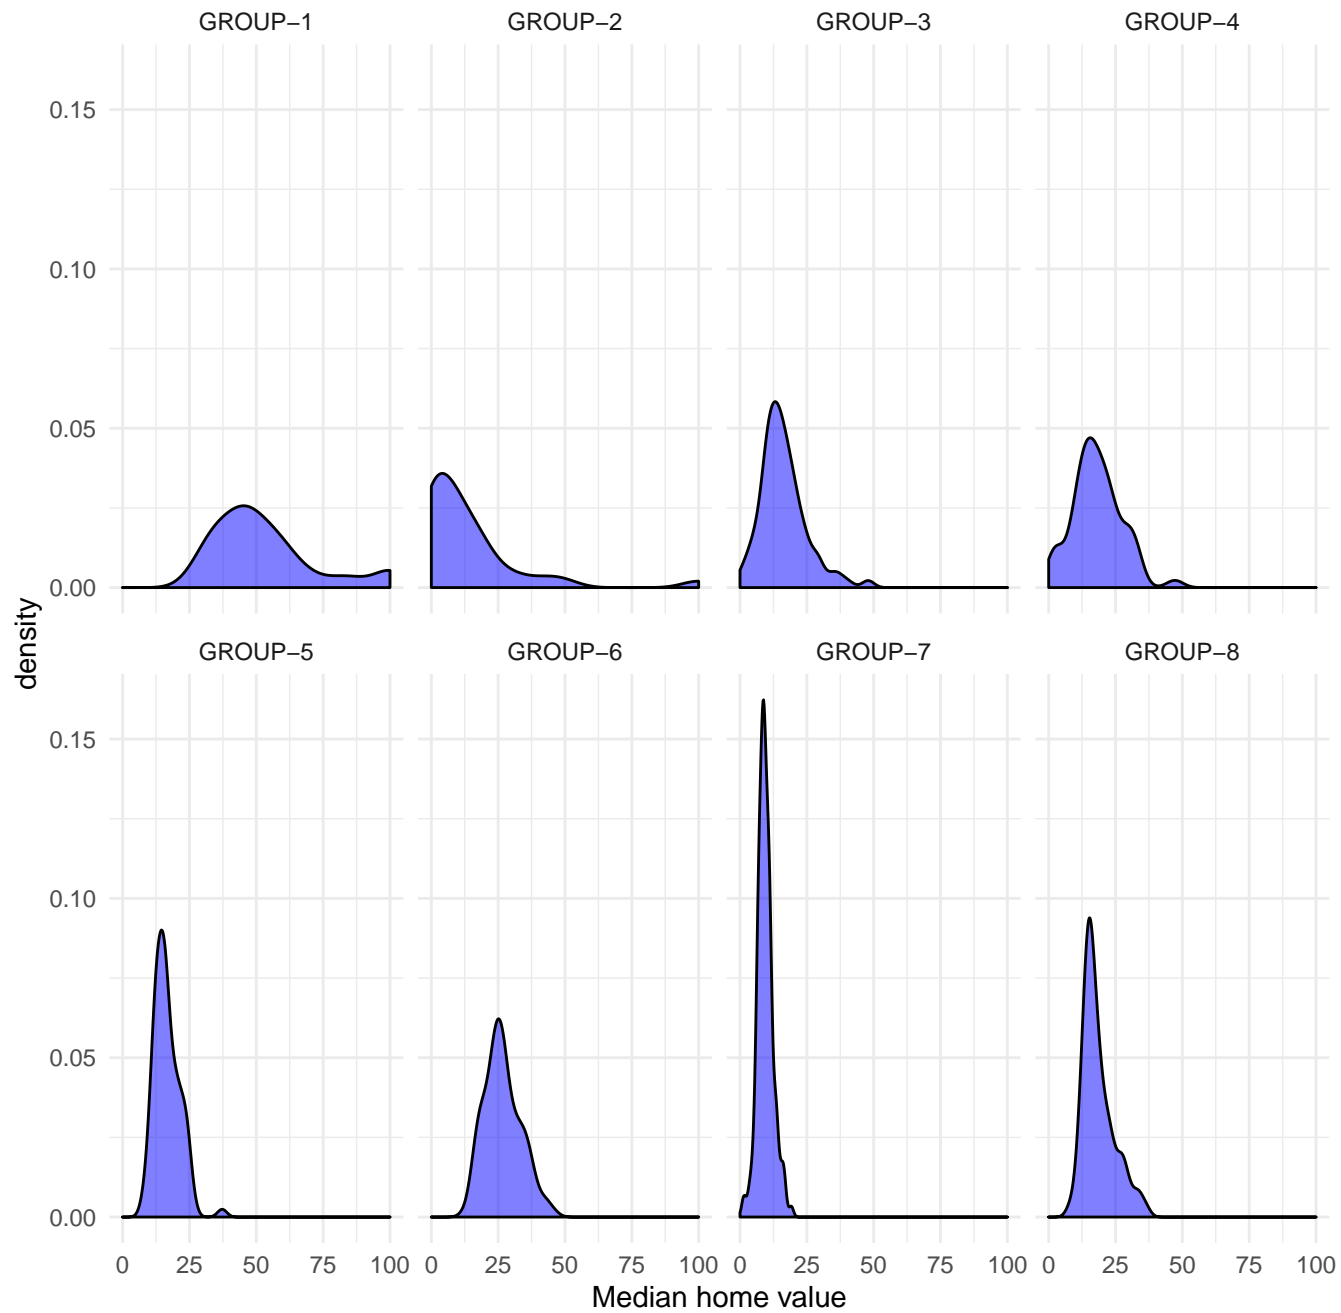 GROUP−1 GROUP−2 GROUP−3 GROUP−4
0.15
0.10
0.05
0.00
density
GROUP−5 GROUP−6 GROUP−7 GROUP−8
0.15
0.10
0.05
0.00
0 25 50 75 100 0 25 50 75 100 0 25 50 75 100 0 25 50 75 100
Median home value